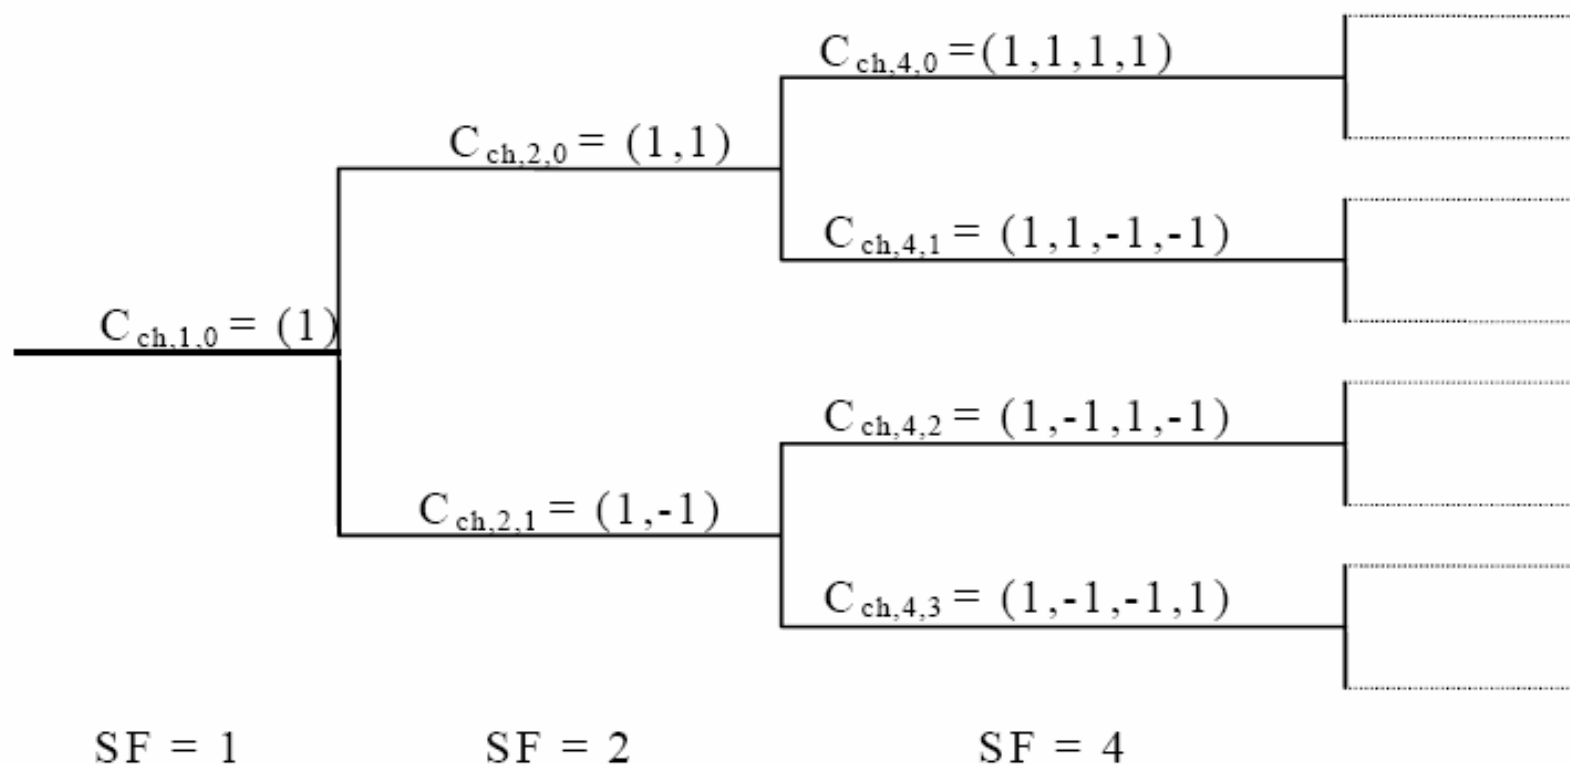 C ch,4,0 =(1,1,1,1)
C ch,2,0 = (1,1)
C ch,4,1 = (1,1,-1,-1)
C ch,1,0 = (1)
C ch,4,2 = (1,-1,1,-1)
C ch,2,1 = (1,-1)
C ch,4,3 = (1,-1,-1,1)
SF = 1 SF = 2 SF = 4